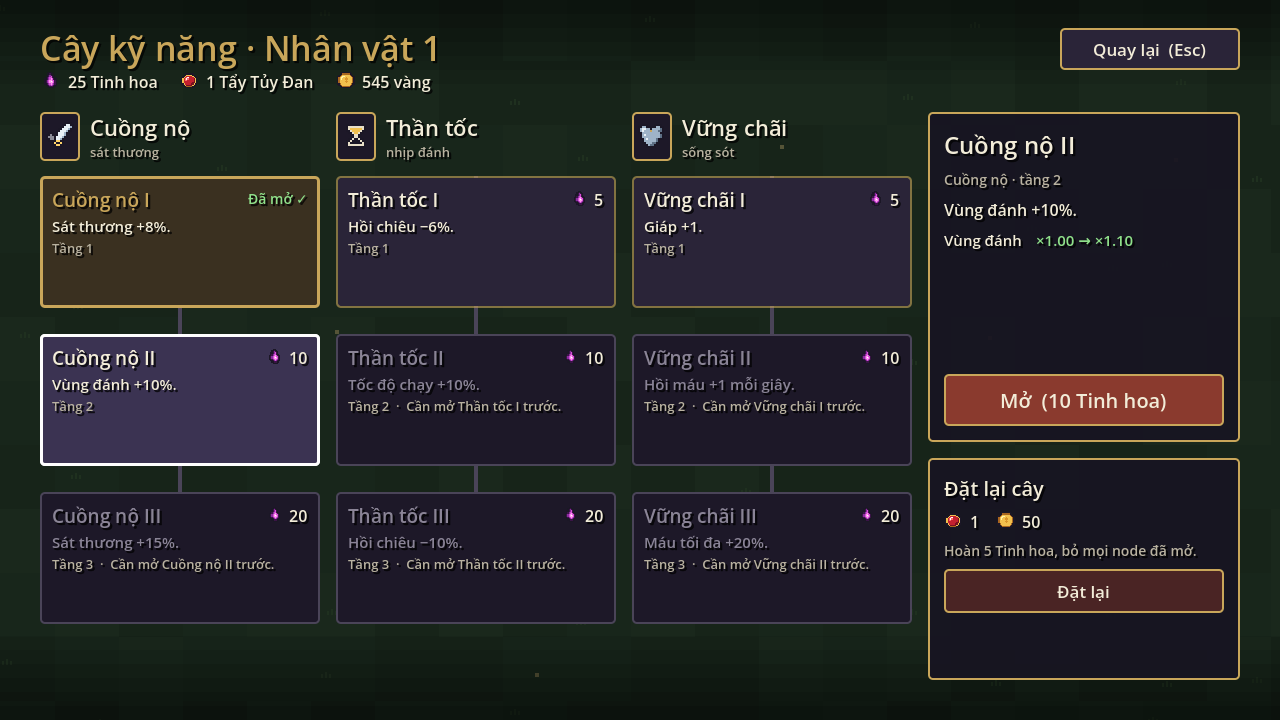 Cây kỹ năng · Nhân vật 1
25 Tinh hoa 1 Tẩy Tủy Đan 545 vàng
Quay lại (Esc)
Cuồng nộ
sát thương
Cuồng nộ I Đã mở ✓
Sát thương +8%.
Tầng 1
Cuồng nộ II 10
Vùng đánh +10%.
Tầng 2
Cuồng nộ III 20
Sát thương +15%.
Tầng 3 · Cần mở Cuồng nộ II trước.
Thần tốc
nhịp đánh
Thần tốc I 5
Hồi chiêu −6%.
Tầng 1
Thần tốc II 10
Tốc độ chạy +10%.
Tầng 2 · Cần mở Thần tốc I trước.
Thần tốc III 20
Hồi chiêu −10%.
Tầng 3 · Cần mở Thần tốc II trước.
Vững chãi
sống sót
Vững chãi I 5
Giáp +1.
Tầng 1
Vững chãi II 10
Hồi máu +1 mỗi giây.
Tầng 2 · Cần mở Vững chãi I trước.
Vững chãi III 20
Máu tối đa +20%.
Tầng 3 · Cần mở Vững chãi II trước.
Cuồng nộ II
Cuồng nộ · tầng 2
Vùng đánh +10%.
Vùng đánh ×1.00 → ×1.10
Mở (10 Tinh hoa)
Đặt lại cây
1 50
Hoàn 5 Tinh hoa, bỏ mọi node đã mở.
Đặt lại